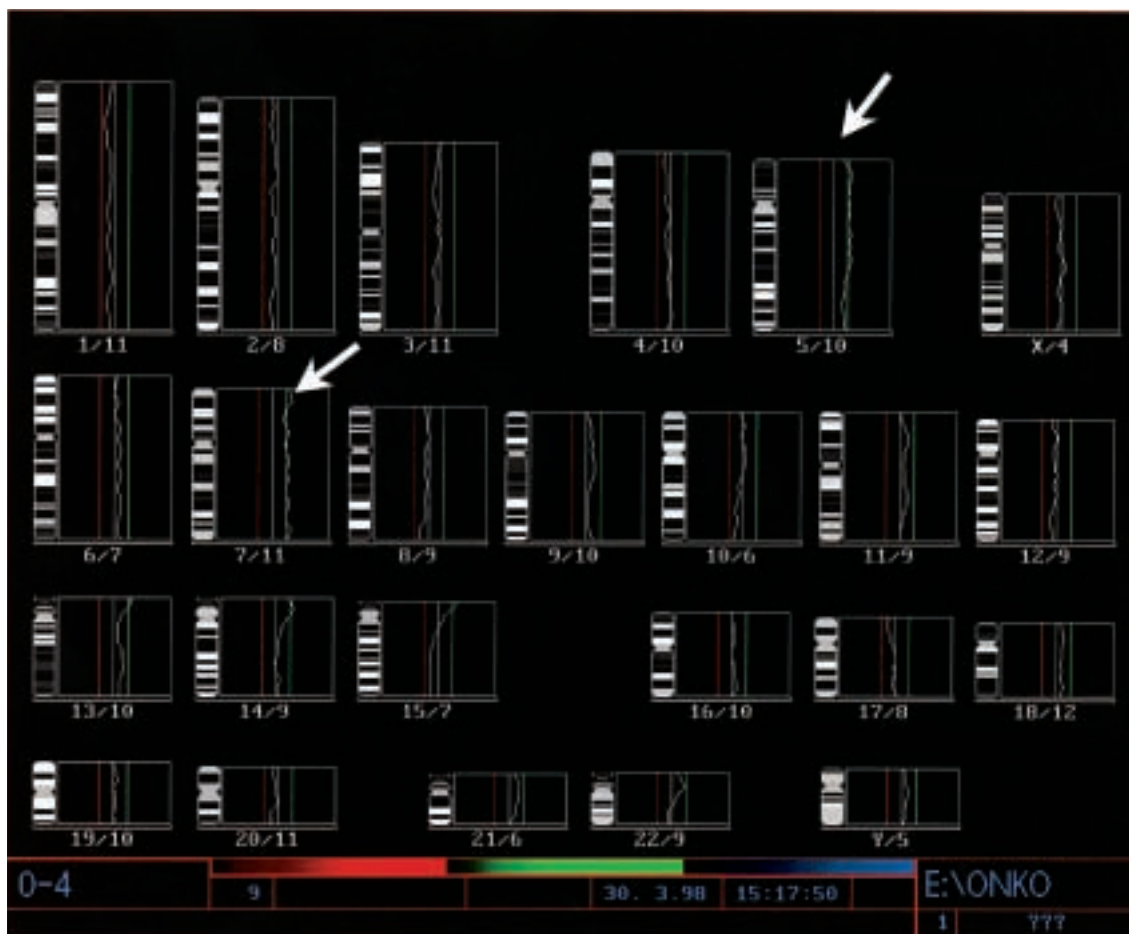 1/11 2/8 3/11 4/10 5/10 X/4
6/7 7/11 8/9 9/10 10/6 11/9 12/9
13/10 14/9 15/7 16/10 17/8 18/12
19/10 20/11 21/6 22/9 Y/5
0-4 9 30. 3.98 15:17:50 E:\ONKO
1 ???